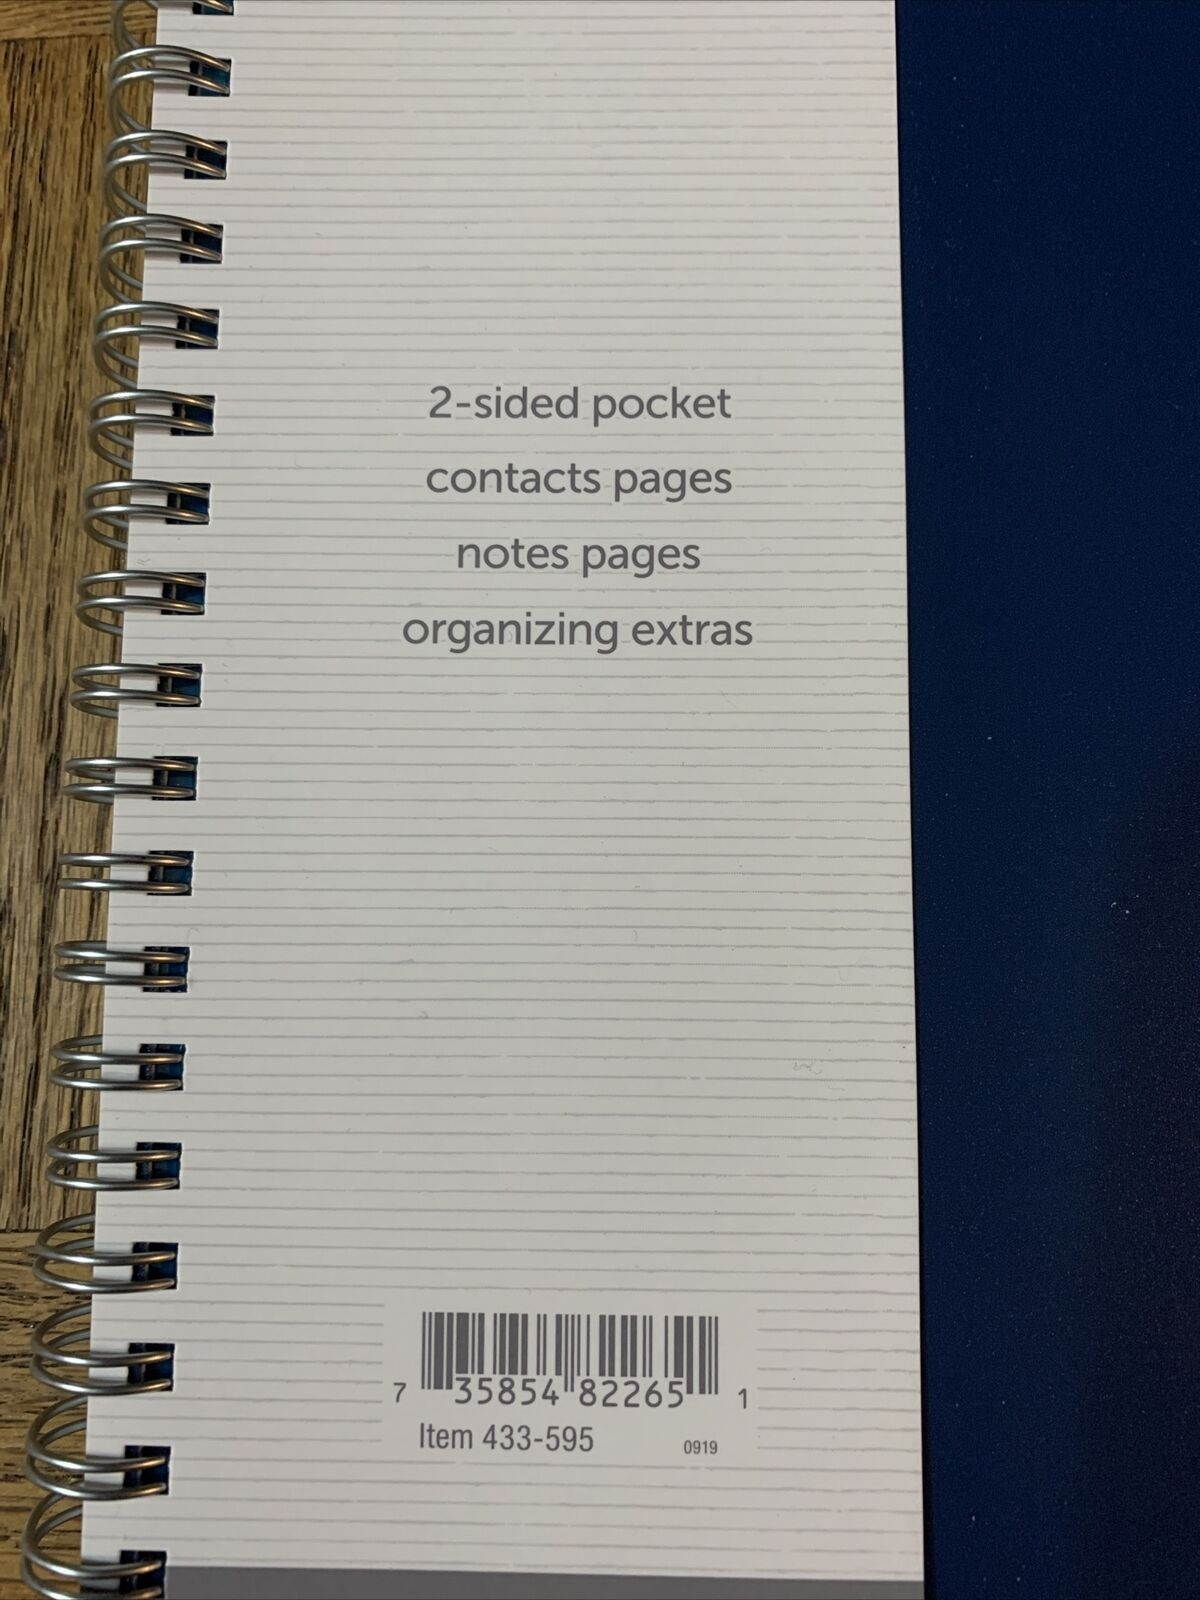 2-sided pocket
contacts pages
notes pages
organizing extras
7 35854 82265 1
Item 433-595 0919